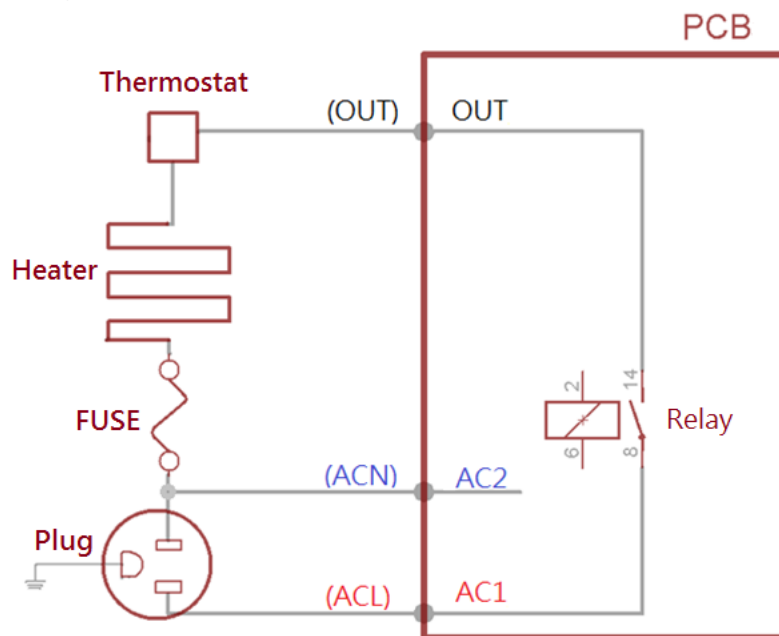 PCB
Thermostat
(OUT) OUT
Heater
14
2
Relay
FUSE
6
8
(ACN) AC2
Plug
(ACL) AC1